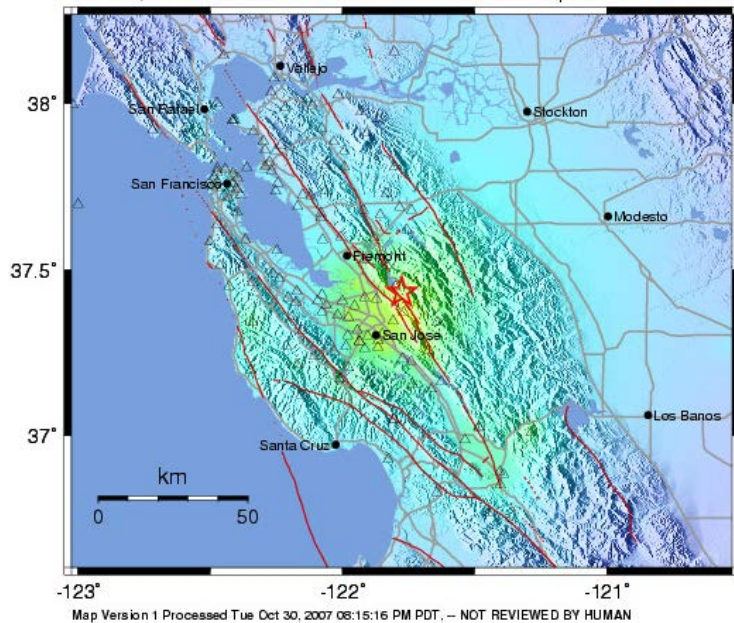 Vallejo
38°
San Rafael
Stockton
San Francisco
Modesto
Fremont
37.5°
San Jose
37°
Los Banos
Santa Cruz
km
0 50
-123° -122° -121°
Map Version 1 Processed Tue Oct 30, 2007 08:15:16 PM PDT, -- NOT REVIEWED BY HUMAN